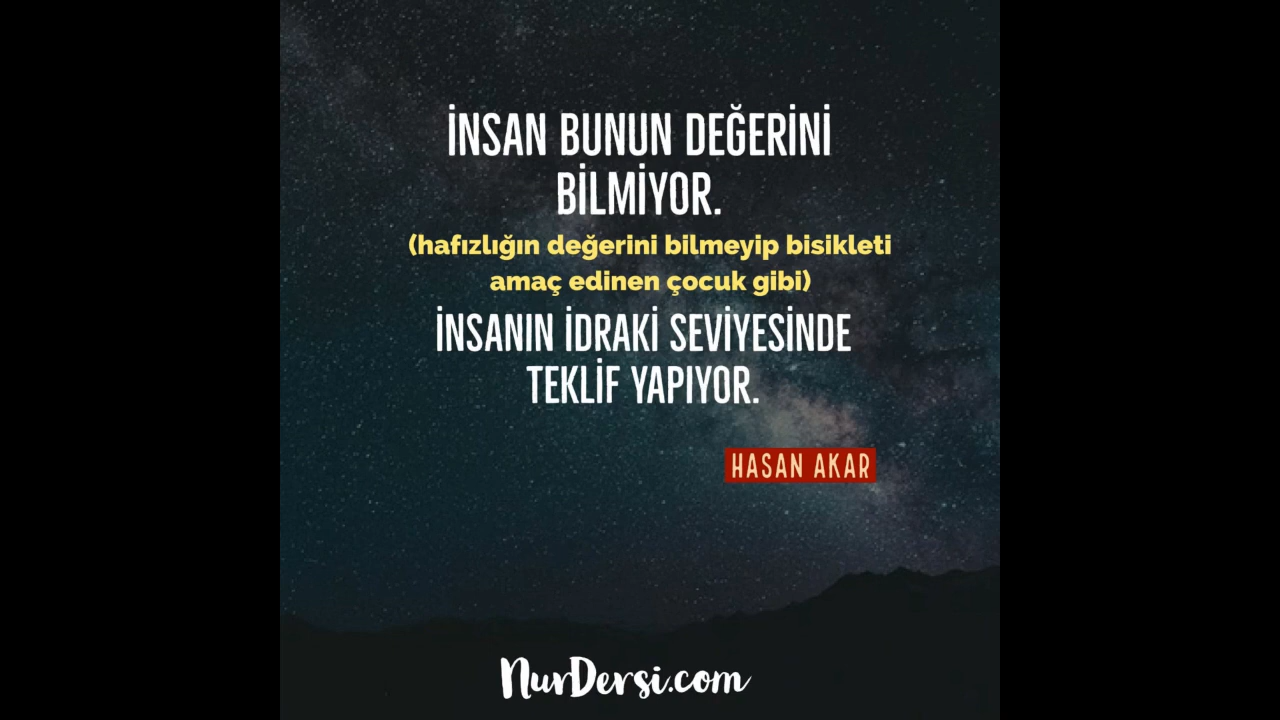 İNSAN BUNUN DEĞERİNİ
BİLMİYOR.
(hafızlığın değerini bilmeyip bisikleti
amaç edinen çocuk gibi)
İNSANIN İDRAKİ SEVİYESİNDE
TEKLİF YAPIYOR.
HASAN AKAR
NurDersi.com